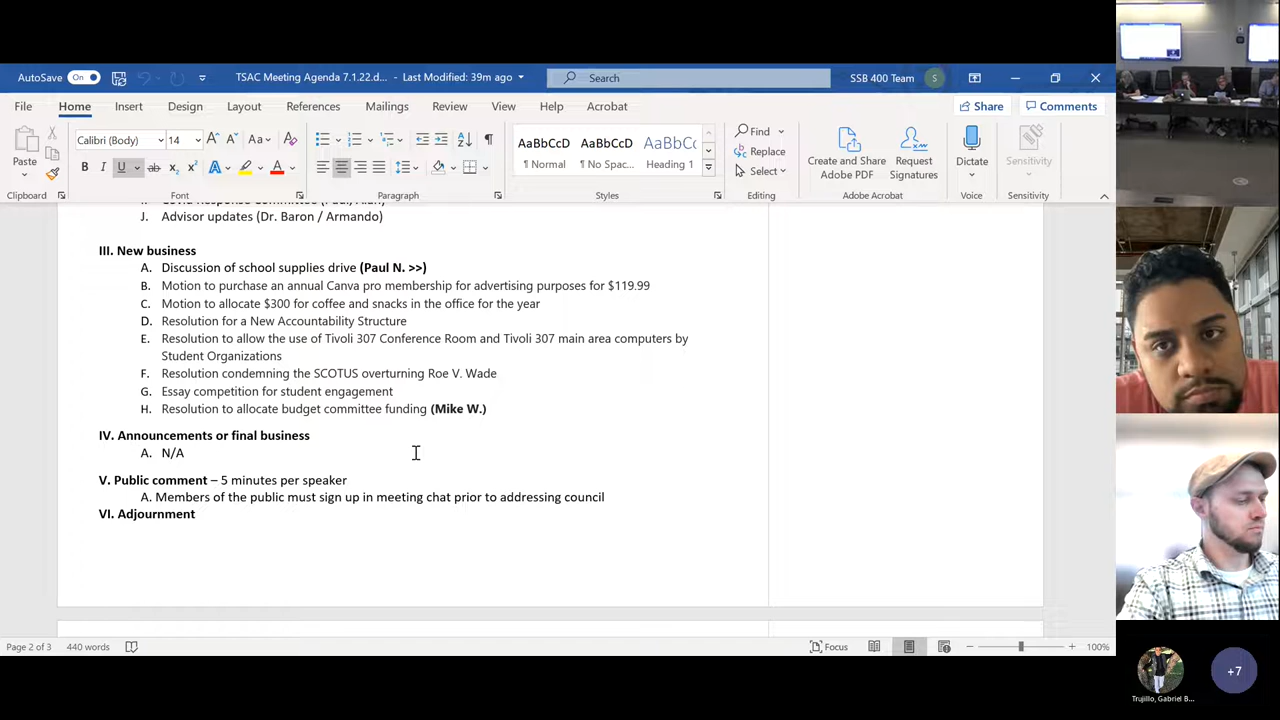 AutoSave On TSAC Meeting Agenda 7.1.22.d... - Last Modified: 39m ago Search SSB 400 Team S
File Home Insert Design Layout References Mailings Review View Help Acrobat Share Comments
Calibri (Body) 14 Aa AaBbCcD AaBbCcD AaBbCc Find Replace Select
Paste ¶ Normal ¶ No Spac... Heading 1 Create and Share Adobe PDF Request Signatures Dictate Sensitivity
Clipboard Font Paragraph Styles Editing Adobe Acrobat Voice Sensitivity
J. Advisor updates (Dr. Baron / Armando)
III. New business
A. Discussion of school supplies drive (Paul N. >>)
B. Motion to purchase an annual Canva pro membership for advertising purposes for $119.99
C. Motion to allocate $300 for coffee and snacks in the office for the year
D. Resolution for a New Accountability Structure
E. Resolution to allow the use of Tivoli 307 Conference Room and Tivoli 307 main area computers by
Student Organizations
F. Resolution condemning the SCOTUS overturning Roe V. Wade
G. Essay competition for student engagement
H. Resolution to allocate budget committee funding (Mike W.)
IV. Announcements or final business
A. N/A
V. Public comment – 5 minutes per speaker
A. Members of the public must sign up in meeting chat prior to addressing council
VI. Adjournment
Page 2 of 3 440 words Focus 100%
+7
Trujillo, Gabriel B...